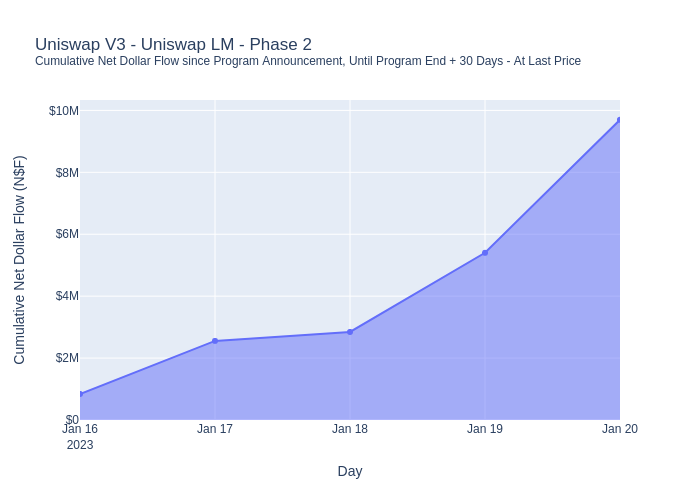 Uniswap V3 - Uniswap LM - Phase 2
Cumulative Net Dollar Flow since Program Announcement, Until Program End + 30 Days - At Last Price
Cumulative Net Dollar Flow (N$F)
$10M
$8M
$6M
$4M
$2M
$0
Jan 16
2023
Jan 17
Jan 18
Jan 19
Jan 20
Day